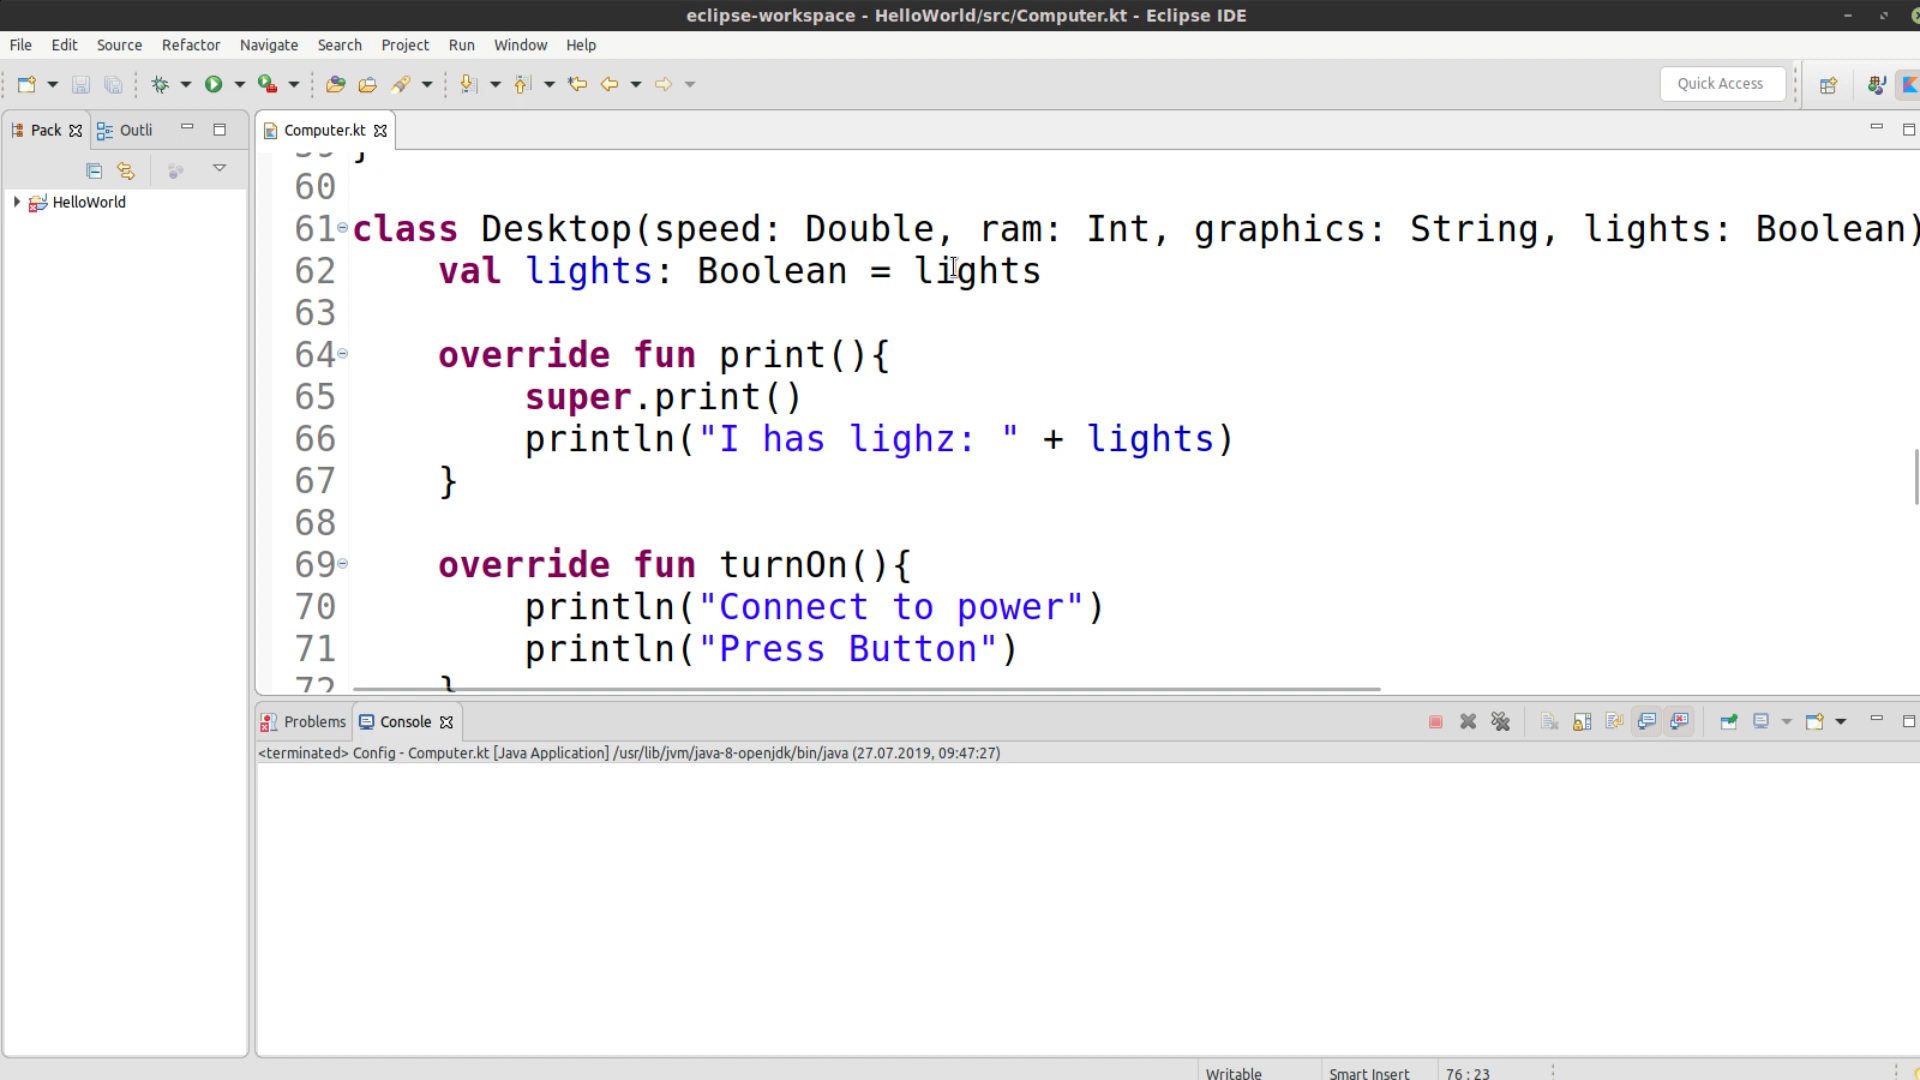 eclipse-workspace - HelloWorld/src/Computer.kt - Eclipse IDE
File Edit Source Refactor Navigate Search Project Run Window Help
Quick Access
Pack Outli
Computer.kt
HelloWorld
60
61 class Desktop(speed: Double, ram: Int, graphics: String, lights: Boolean)
62 val lights: Boolean = lights
63
64 override fun print(){
65 super.print()
66 println("I has lighz: " + lights)
67 }
68
69 override fun turnOn(){
70 println("Connect to power")
71 println("Press Button")
72 }
Problems Console
<terminated> Config - Computer.kt [Java Application] /usr/lib/jvm/java-8-openjdk/bin/java (27.07.2019, 09:47:27)
Writable Smart Insert 76 : 23